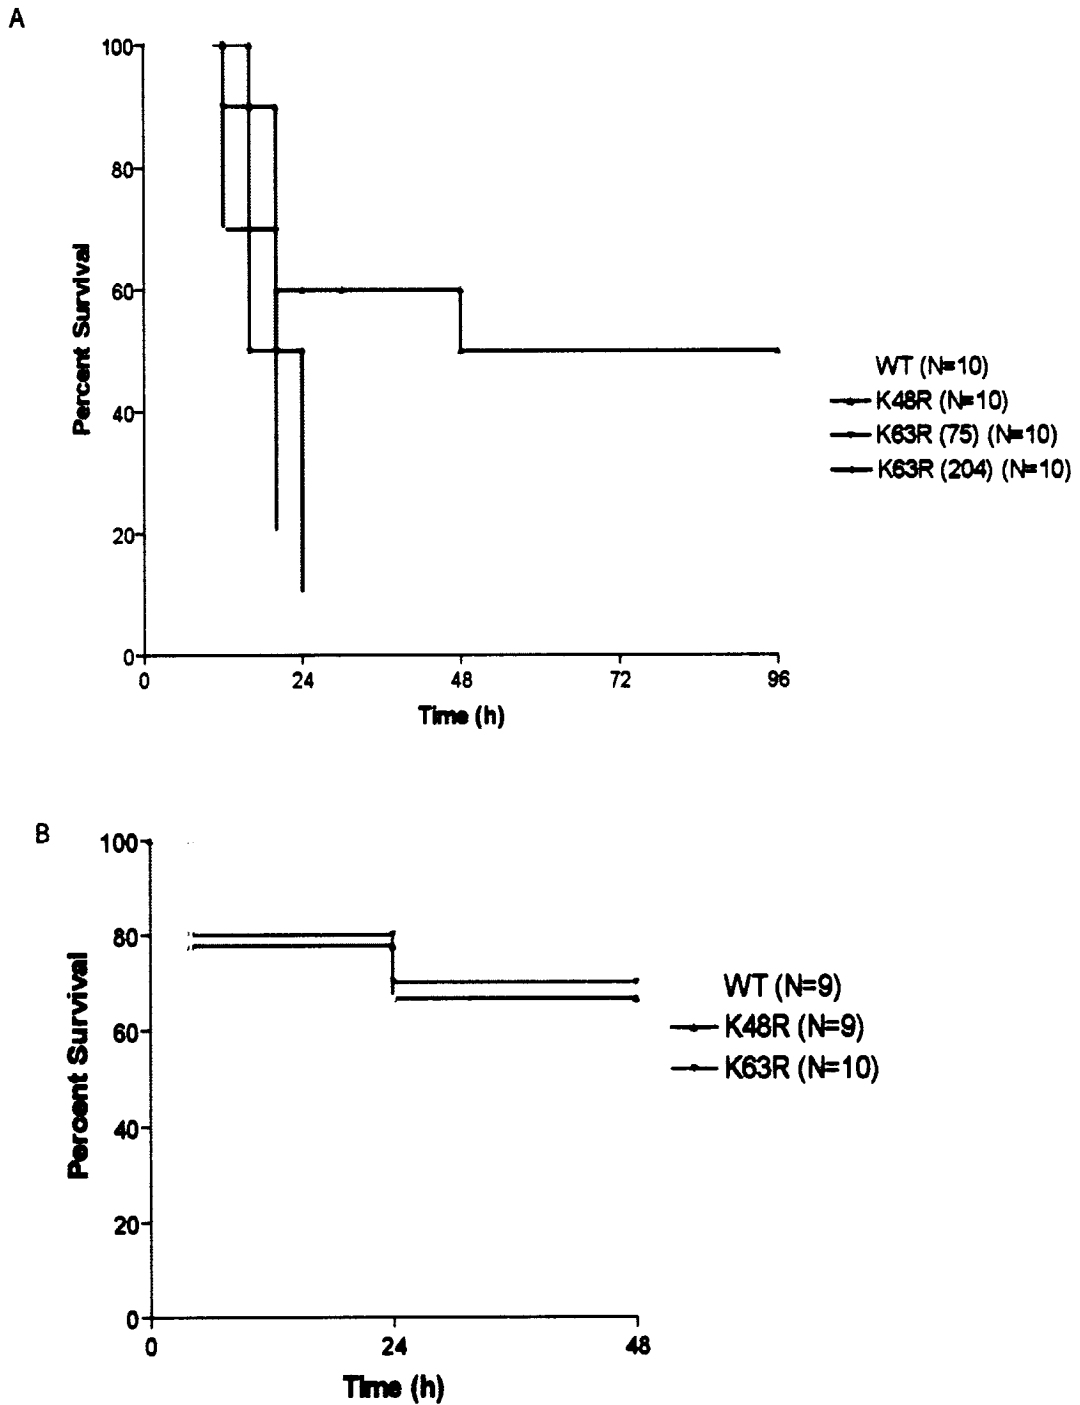 A
100
80
60
40
20
0
Percent Survival
0 24 48 72 96
Time (h)
WT (N=10)
K48R (N=10)
K63R (75) (N=10)
K63R (204) (N=10)
B
100
80
60
40
20
0
Percent Survival
0 24 48
Time (h)
WT (N=9)
K48R (N=9)
K63R (N=10)